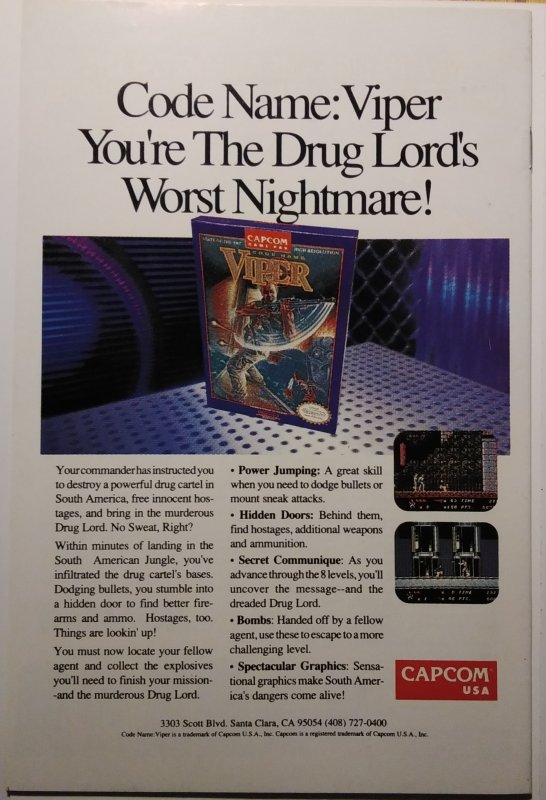 Code Name: Viper
You're The Drug Lord's
Worst Nightmare!
STATE-OF-THE-ART
CAPCOM
GAME PAK
HIGH RESOLUTION
CODE NAME
VIPER
Your commander has instructed you
to destroy a powerful drug cartel in
South America, free innocent hos-
tages, and bring in the murderous
Drug Lord. No Sweat, Right?
Within minutes of landing in the
South American Jungle, you've
infiltrated the drug cartel's bases.
Dodging bullets, you stumble into
a hidden door to find better fire-
arms and ammo. Hostages, too.
Things are lookin' up!
You must now locate your fellow
agent and collect the explosives
you'll need to finish your mission-
-and the murderous Drug Lord.
• Power Jumping: A great skill
when you need to dodge bullets or
mount sneak attacks.
• Hidden Doors: Behind them,
find hostages, additional weapons
and ammunition.
• Secret Communique: As you
advance through the 8 levels, you'll
uncover the message--and the
dreaded Drug Lord.
• Bombs: Handed off by a fellow
agent, use these to escape to a more
challenging level.
• Spectacular Graphics: Sensa-
tional graphics make South Amer-
ica's dangers come alive!
CAPCOM
USA
3303 Scott Blvd. Santa Clara, CA 95054 (408) 727-0400
Code Name: Viper is a trademark of Capcom U.S.A., Inc. Capcom is a registered trademark of Capcom U.S.A., Inc.